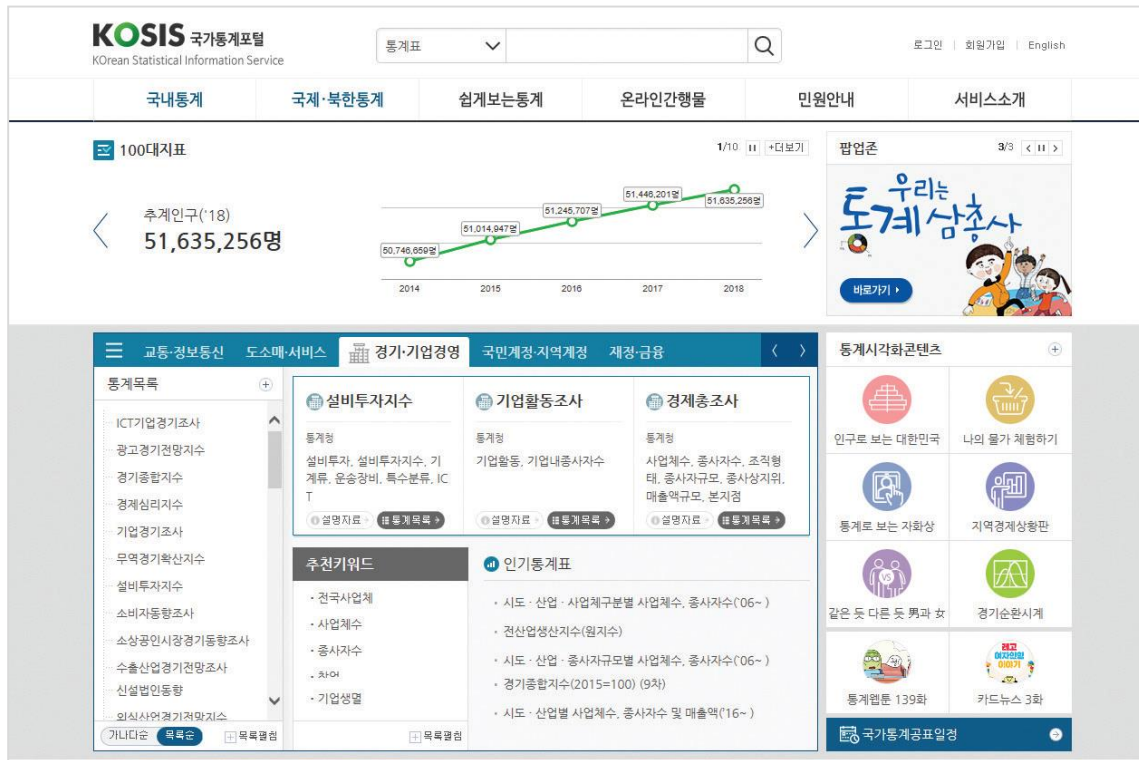 KOSIS 국가통계포털
KOrean Statistical Information Service
통계표
로그인 | 회원가입 | English
국내통계 국제·북한통계 쉽게보는통계 온라인간행물 민원안내 서비스소개
100대지표
1/10 +더보기
추계인구('18)
51,635,256명
50,746,659명
51,014,947명
51,245,707명
51,446,201명
51,635,256명
2014 2015 2016 2017 2018
팝업존 3/3
우리는
통계삼총사
바로가기
교통·정보통신 도소매·서비스 경기·기업경영 국민계정·지역계정 재정·금융
통계목록
ICT기업경기조사
광고경기전망지수
경기종합지수
경제심리지수
기업경기조사
무역경기확산지수
설비투자지수
소비자동향조사
소상공인시장경기동향조사
수출산업경기전망조사
신설법인동향
외식산업경기전망지수
가나다순 목록순 목록펼침
설비투자지수
통계청
설비투자, 설비투자지수, 기
계류, 운송장비, 특수분류, IC
T
설명자료 통계목록
기업활동조사
통계청
기업활동, 기업내종사자수
설명자료 통계목록
경제총조사
통계청
사업체수, 종사자수, 조직형
태, 종사자규모, 종사상지위,
매출액규모, 본지점
설명자료 통계목록
추천키워드
· 전국사업체
· 사업체수
· 종사자수
· 기업생멸
목록펼침
인기통계표
· 시도 · 산업 · 사업체구분별 사업체수, 종사자수('06~ )
· 전산업생산지수(원지수)
· 시도 · 산업 · 종사자규모별 사업체수, 종사자수('06~ )
· 경기종합지수(2015=100) (9차)
· 시도 · 산업별 사업체수, 종사자수 및 매출액('16~ )
통계시각화콘텐츠
인구로 보는 대한민국 나의 물가 체험하기
통계로 보는 자화상 지역경제상황판
VS
같은 듯 다른 듯 男과 女 경기순환시계
레고
여자인형
이야기
통계웹툰 139화 카드뉴스 3화
국가통계공표일정